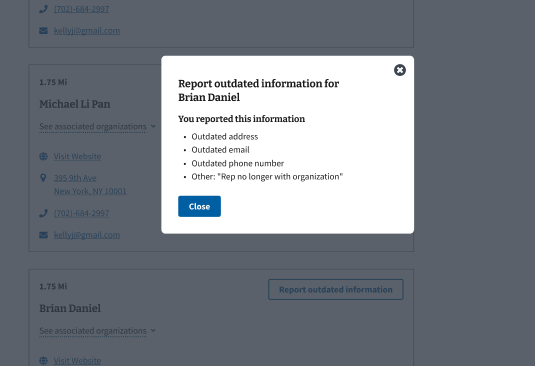 (702)-684-2997
kellyj@gmail.com
1.75 Mi
Michael Li Pan
See associated organizations
Visit Website
395 9th Ave
New York, NY 10001
(702)-684-2997
kellyj@gmail.com
Report outdated information for
Brian Daniel
You reported this information
• Outdated address
• Outdated email
• Outdated phone number
• Other: "Rep no longer with organization"
Close
1.75 Mi
Report outdated information
Brian Daniel
See associated organizations
Visit Website